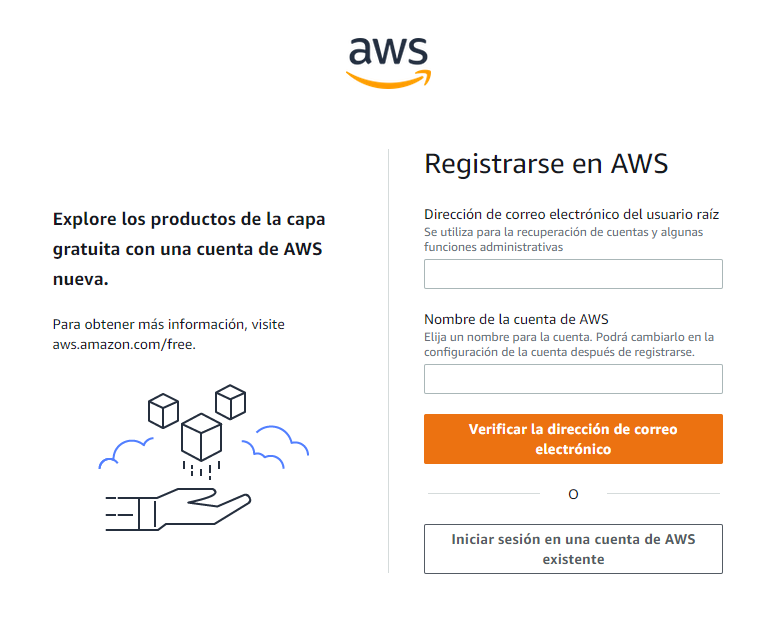 aws
Explore los productos de la capa
gratuita con una cuenta de AWS
nueva.
Para obtener más información, visite
aws.amazon.com/free.
Registrarse en AWS
Dirección de correo electrónico del usuario raíz
Se utiliza para la recuperación de cuentas y algunas
funciones administrativas
Nombre de la cuenta de AWS
Elija un nombre para la cuenta. Podrá cambiarlo en la
configuración de la cuenta después de registrarse.
Verificar la dirección de correo
electrónico
O
Iniciar sesión en una cuenta de AWS
existente